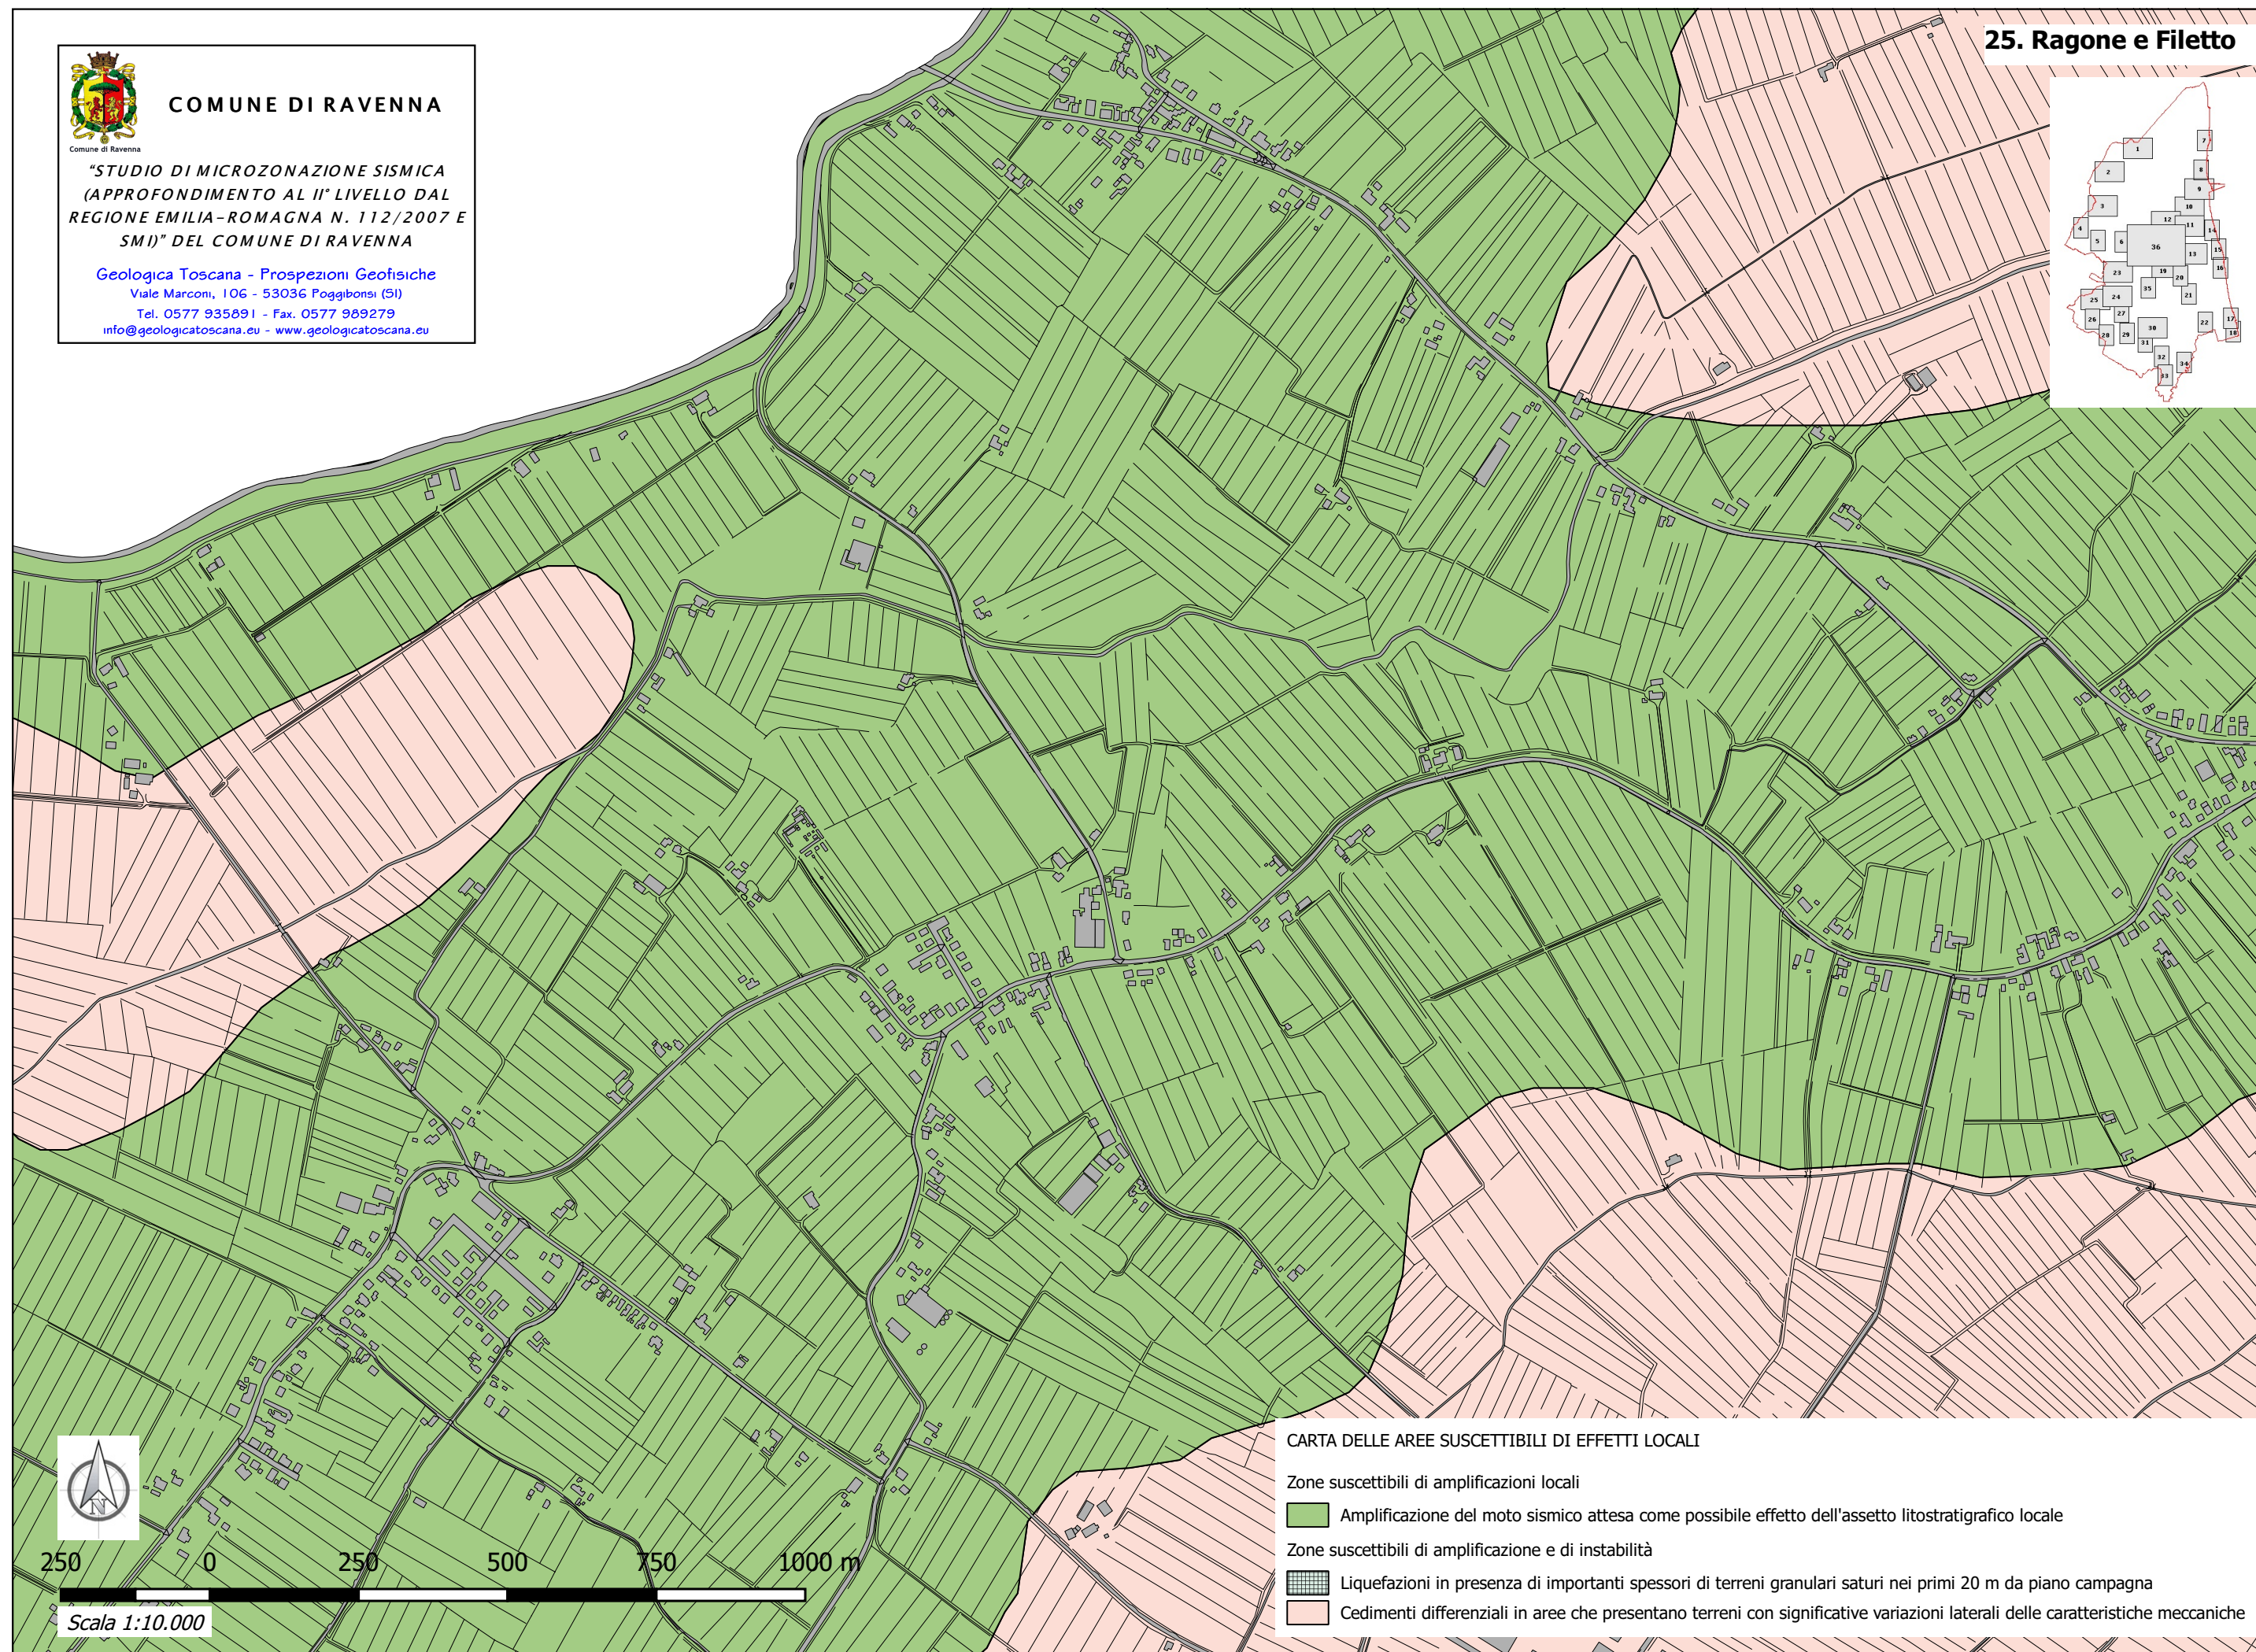 COMUNE DI RAVENNA
Comune di Ravenna
“STUDIO DI MICROZONAZIONE SISMICA
(APPROFONDIMENTO AL II° LIVELLO DAL
REGIONE EMILIA-ROMAGNA N. 112/2007 E
SMI)” DEL COMUNE DI RAVENNA
Geologica Toscana - Prospezioni Geofisiche
Viale Marconi, 106 - 53036 Poggibonsi (SI)
Tel. 0577 935891 - Fax. 0577 989279
info@geologicatoscana.eu - www.geologicatoscana.eu
25. Ragone e Filetto
1
7
2
8
9
3
10
12
11
4
14
5
6
36
15
13
16
23
19
20
35
21
25
24
26
27
22
17
28
29
30
18
31
32
34
33
N
250 0 250 500 750 1000 m
Scala 1:10.000
CARTA DELLE AREE SUSCETTIBILI DI EFFETTI LOCALI
Zone suscettibili di amplificazioni locali
Amplificazione del moto sismico attesa come possibile effetto dell'assetto litostratigrafico locale
Zone suscettibili di amplificazione e di instabilità
Liquefazioni in presenza di importanti spessori di terreni granulari saturi nei primi 20 m da piano campagna
Cedimenti differenziali in aree che presentano terreni con significative variazioni laterali delle caratteristiche meccaniche